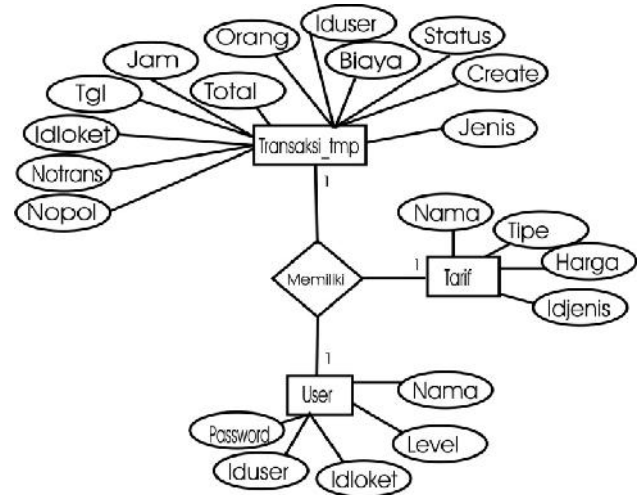 Iduser
Orang
Status
Jam
Biaya
Create
Tgl
Total
Idloket
Jenis
Transaksi_tmp
Notrans
1
Nopol
Nama
Tipe
Harga
1
Memiliki
Tarif
Idjenis
1
Nama
User
Password
Level
Iduser
Idloket